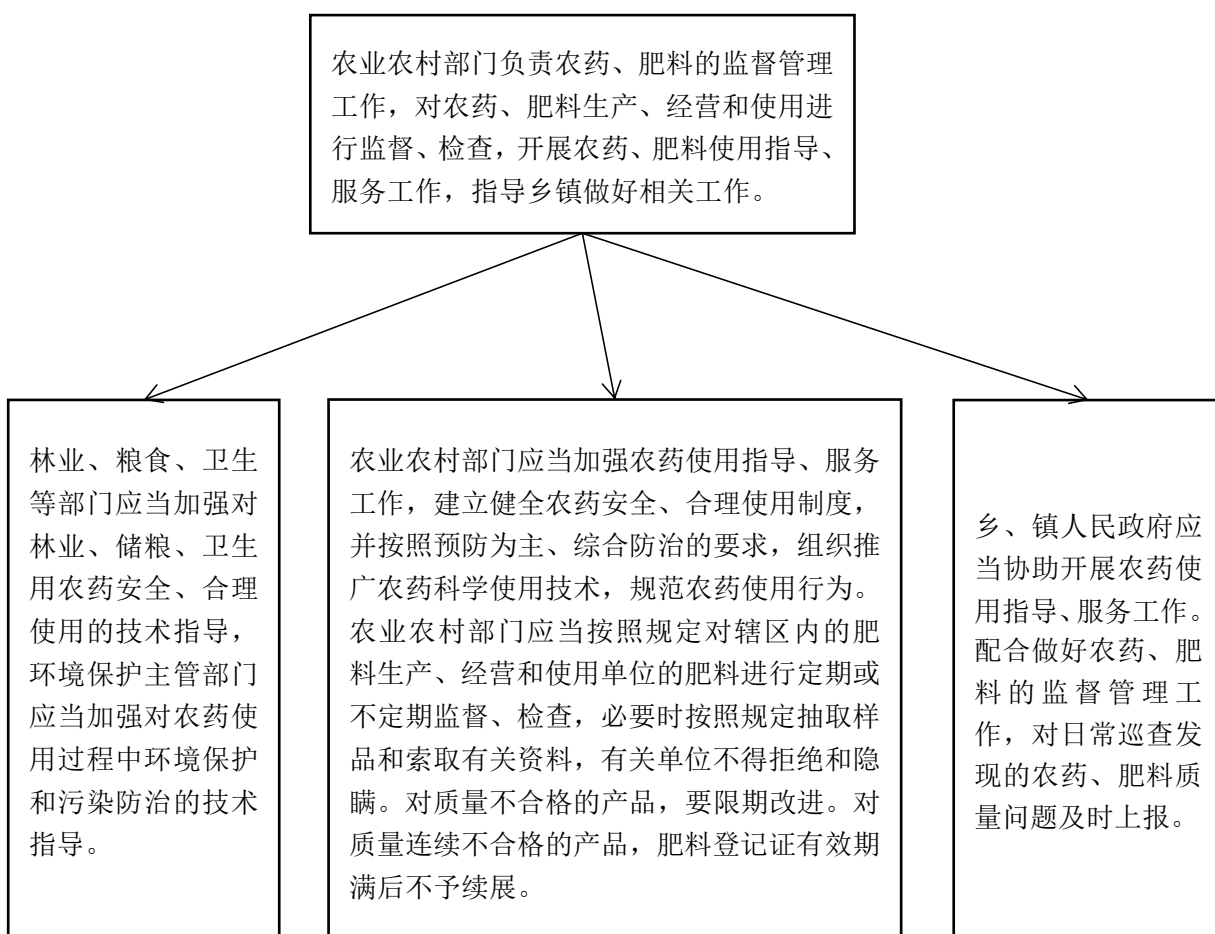 农业农村部门负责农药、肥料的监督管理
工作，对农药、肥料生产、经营和使用进
行监督、检查，开展农药、肥料使用指导、
服务工作，指导乡镇做好相关工作。
林业、粮食、卫生
等部门应当加强对
林业、储粮、卫生
用农药安全、合理
使用的技术指导，
环境保护主管部门
应当加强对农药使
用过程中环境保护
和污染防治的技术
指导。
农业农村部门应当加强农药使用指导、服务
工作，建立健全农药安全、合理使用制度，
并按照预防为主、综合防治的要求，组织推
广农药科学使用技术，规范农药使用行为。
农业农村部门应当按照规定对辖区内的肥
料生产、经营和使用单位的肥料进行定期或
不定期监督、检查，必要时按照规定抽取样
品和索取有关资料，有关单位不得拒绝和隐
瞒。对质量不合格的产品，要限期改进。对
质量连续不合格的产品，肥料登记证有效期
满后不予续展。
乡、镇人民政府应
当协助开展农药使
用指导、服务工作。
配合做好农药、肥
料的监督管理工
作，对日常巡查发
现的农药、肥料质
量问题及时上报。